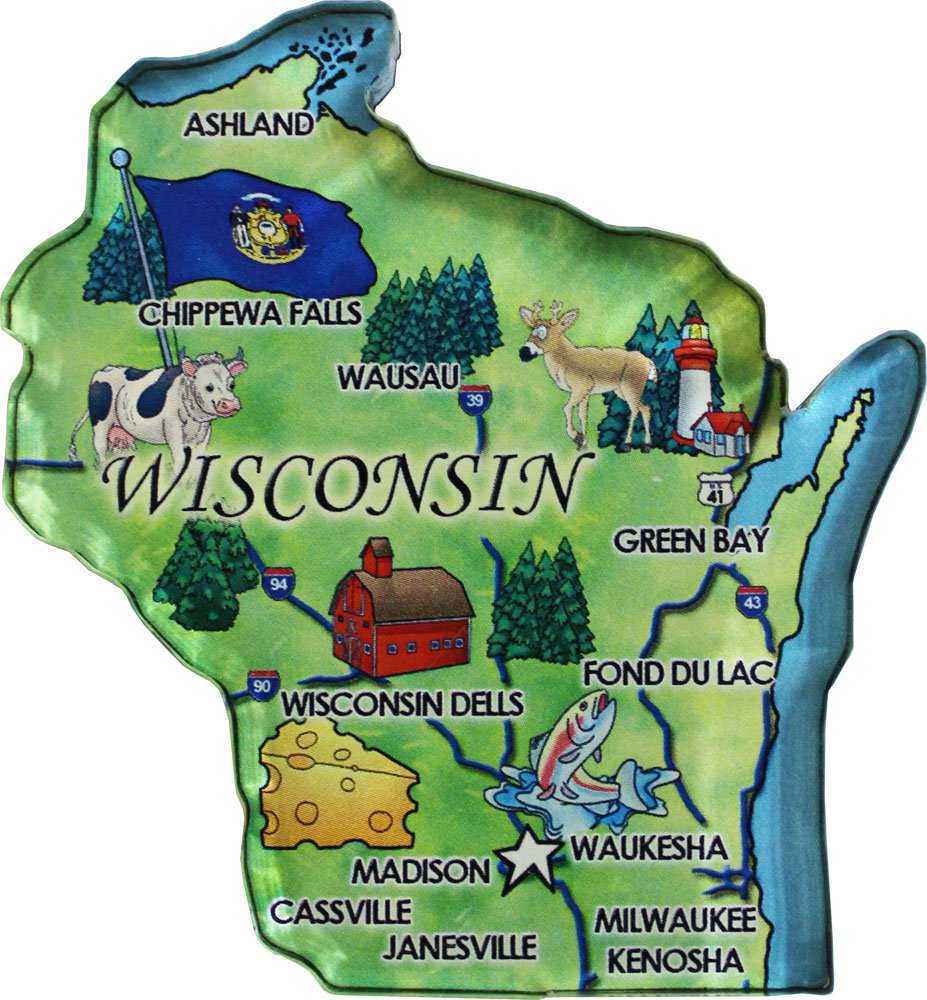 ASHLAND
CHIPPEWA FALLS
WAUSAU
39
WISCONSIN
U S
41
GREEN BAY
94
43
FOND DU LAC
90
WISCONSIN DELLS
WAUKESHA
MADISON
CASSVILLE
MILWAUKEE
JANESVILLE
KENOSHA